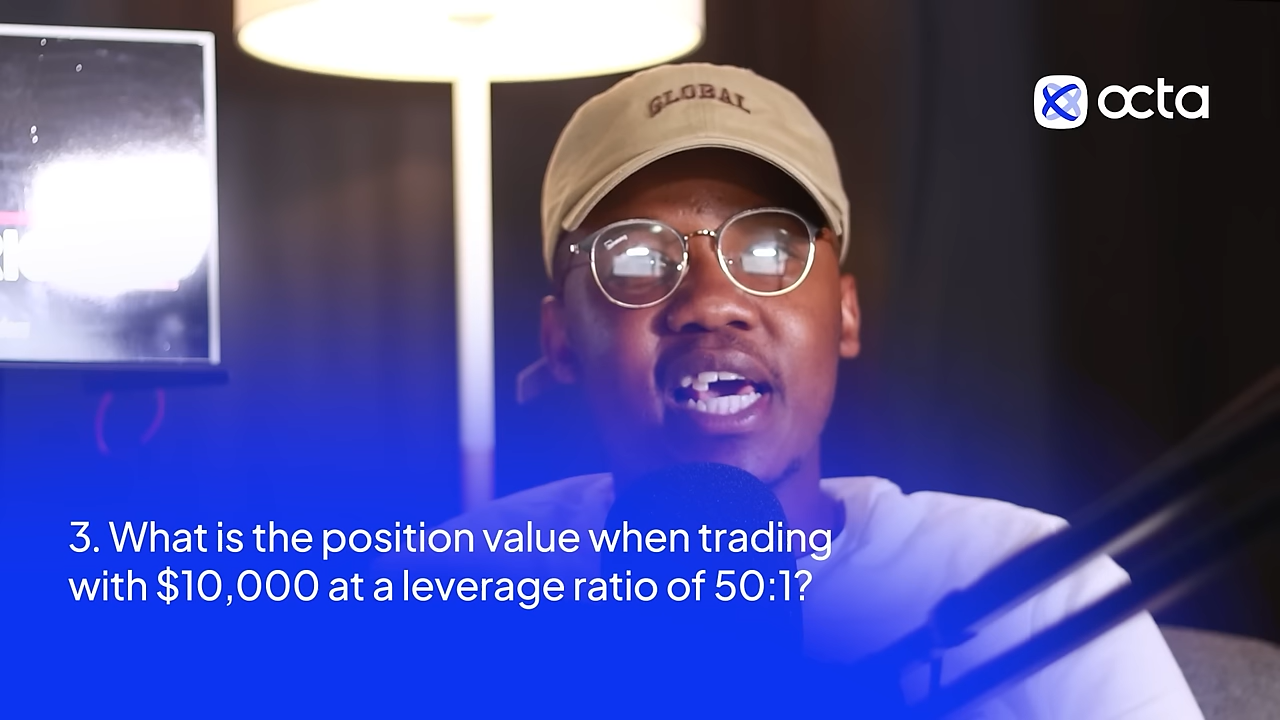 GLOBAL
octa
3. What is the position value when trading
with $10,000 at a leverage ratio of 50:1?